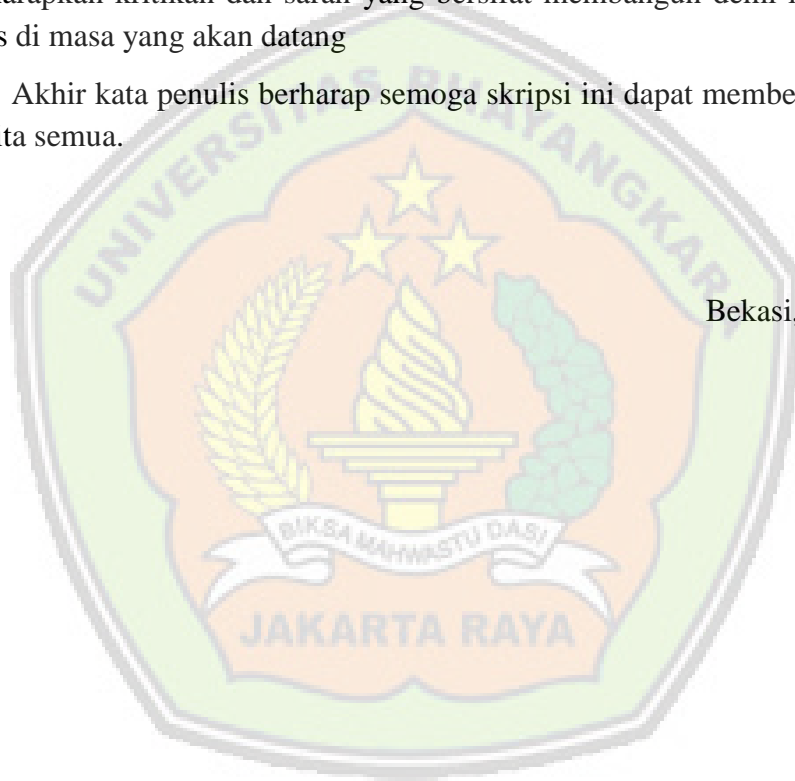 harapkan kritikan dan saran yang bersifat membangun demi
s di masa yang akan datang
Akhir kata penulis berharap semoga skripsi ini dapat membe
ita semua.
UNIVERSITAS BHAYANGKARA
Bekasi,
BIKSA MAHWASTU DASI
JAKARTA RAYA